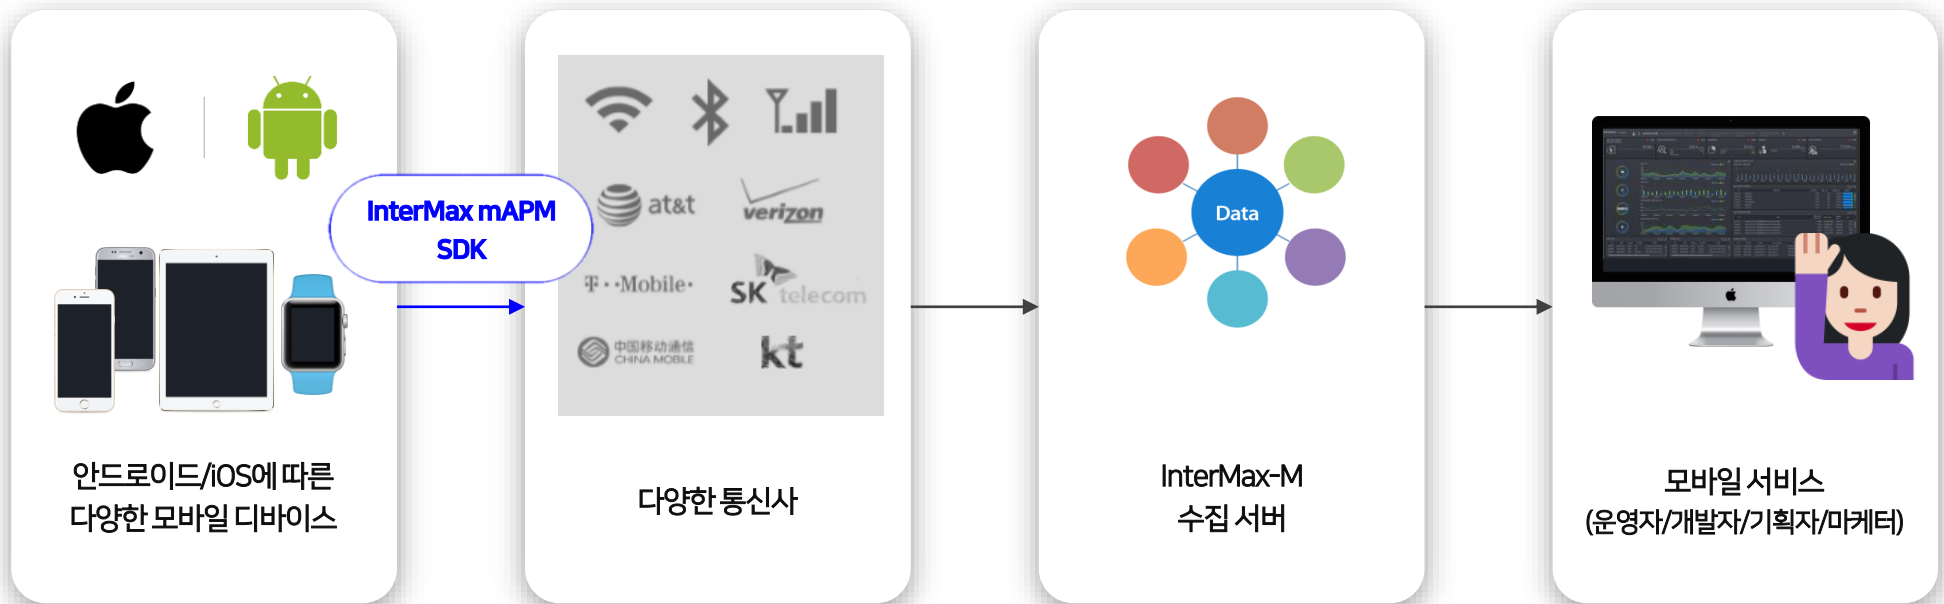 InterMax mAPM
SDK
안드로이드/iOS에 따른
다양한 모바일 디바이스
at&t
verizon
T··Mobile·
SK telecom
中国移动通信
CHINA MOBILE
kt
다양한 통신사
Data
InterMax-M
수집 서버
모바일 서비스
(운영자/개발자/기획자/마케터)